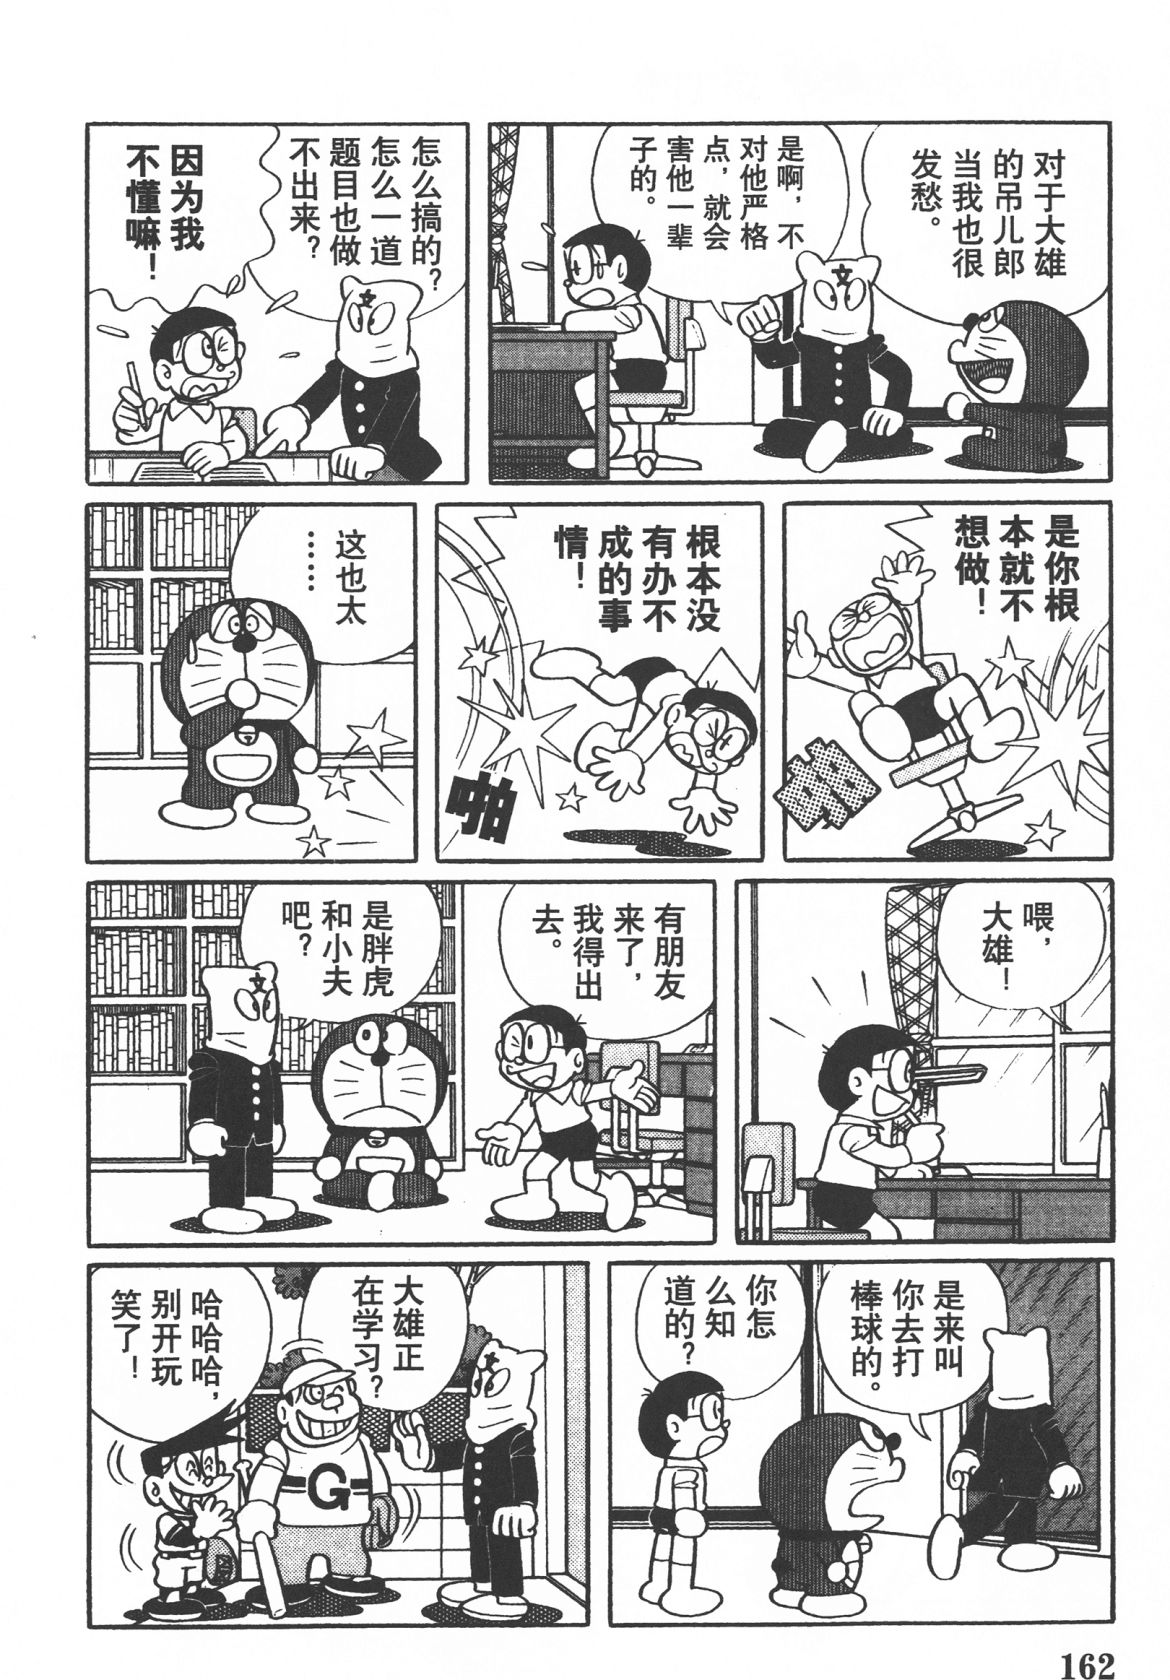 对于大雄
的吊儿郎
当我也很
发愁。
是啊，不
对他严格
点，就会
害他一辈
子的。
文
怎么搞的？
怎么一道
题目也做
不出来？
因为我
不懂嘛！
文
是你根
本就不
想做！
啪
根本没
有办不
成的事
情！
啪
这也太
……
喂，
大雄！
有朋友
来了，
我得出
去。
是胖虎
和小夫
吧？
文
是来叫
你去打
棒球的。
你怎
么知
道的？
大雄正
在学习？
文
G
哈哈哈，
别开玩
笑了！
162